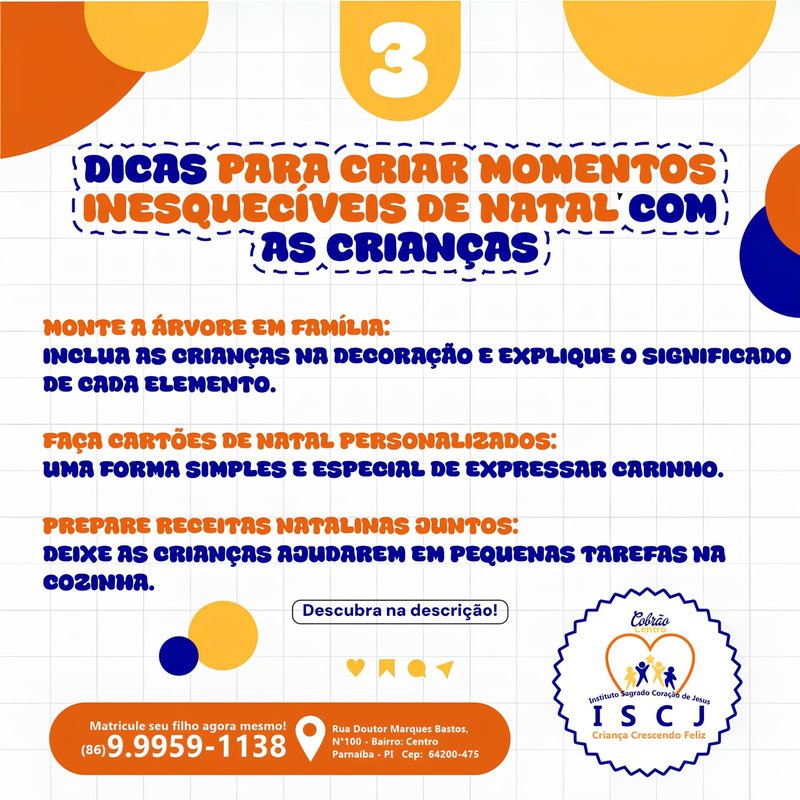 3
DICAS PARA CRIAR MOMENTOS
INESQUECÍVEIS DE NATAL COM
AS CRIANÇAS
MONTE A ÁRVORE EM FAMÍLIA:
INCLUA AS CRIANÇAS NA DECORAÇÃO E EXPLIQUE O SIGNIFICADO
DE CADA ELEMENTO.
FAÇA CARTÕES DE NATAL PERSONALIZADOS:
UMA FORMA SIMPLES E ESPECIAL DE EXPRESSAR CARINHO.
PREPARE RECEITAS NATALINAS JUNTOS:
DEIXE AS CRIANÇAS AJUDAREM EM PEQUENAS TAREFAS NA
COZINHA.
Descubra na descrição!
Cobrão
Centro
Instituto Sagrado Coração de Jesus
I S C J
Criança Crescendo Feliz
Matricule seu filho agora mesmo!
(86)9.9959-1138
Rua Doutor Marques Bastos,
N°100 - Bairro: Centro
Parnaíba - PI Cep: 64200-475